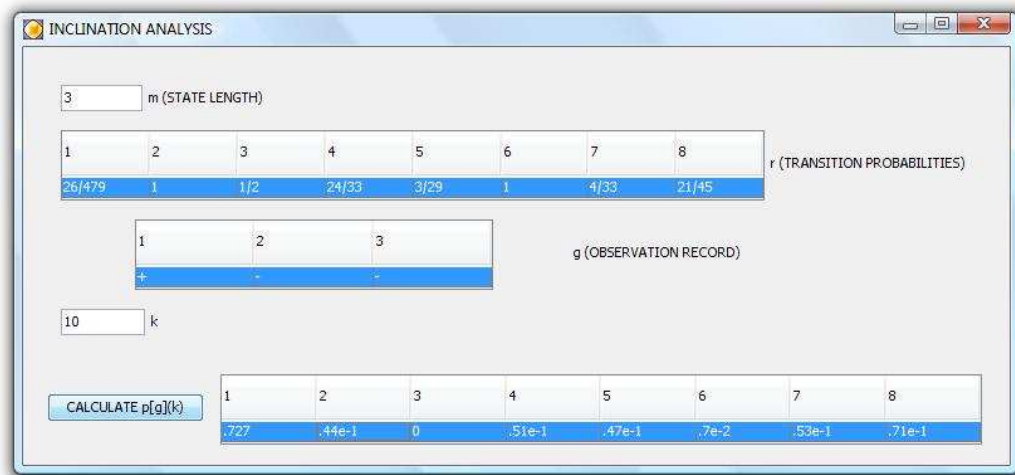 INCLINATION ANALYSIS
3 m (STATE LENGTH)
1 2 3 4 5 6 7 8
26/479 1 1/2 24/33 3/29 1 4/33 21/45
r (TRANSITION PROBABILITIES)
1 2 3
+ - -
g (OBSERVATION RECORD)
10 k
CALCULATE p[g](k)
1 2 3 4 5 6 7 8
.727 .44e-1 0 .51e-1 .47e-1 .7e-2 .53e-1 .71e-1